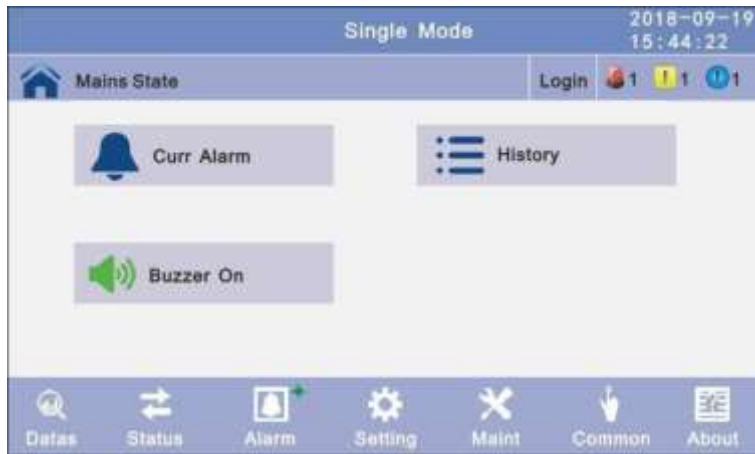 Single Mode
2018-09-19
15:44:22
Mains State
Login
1
1
1
Curr Alarm
History
Buzzer On
Datas
Status
Alarm
Setting
Maint
Common
About